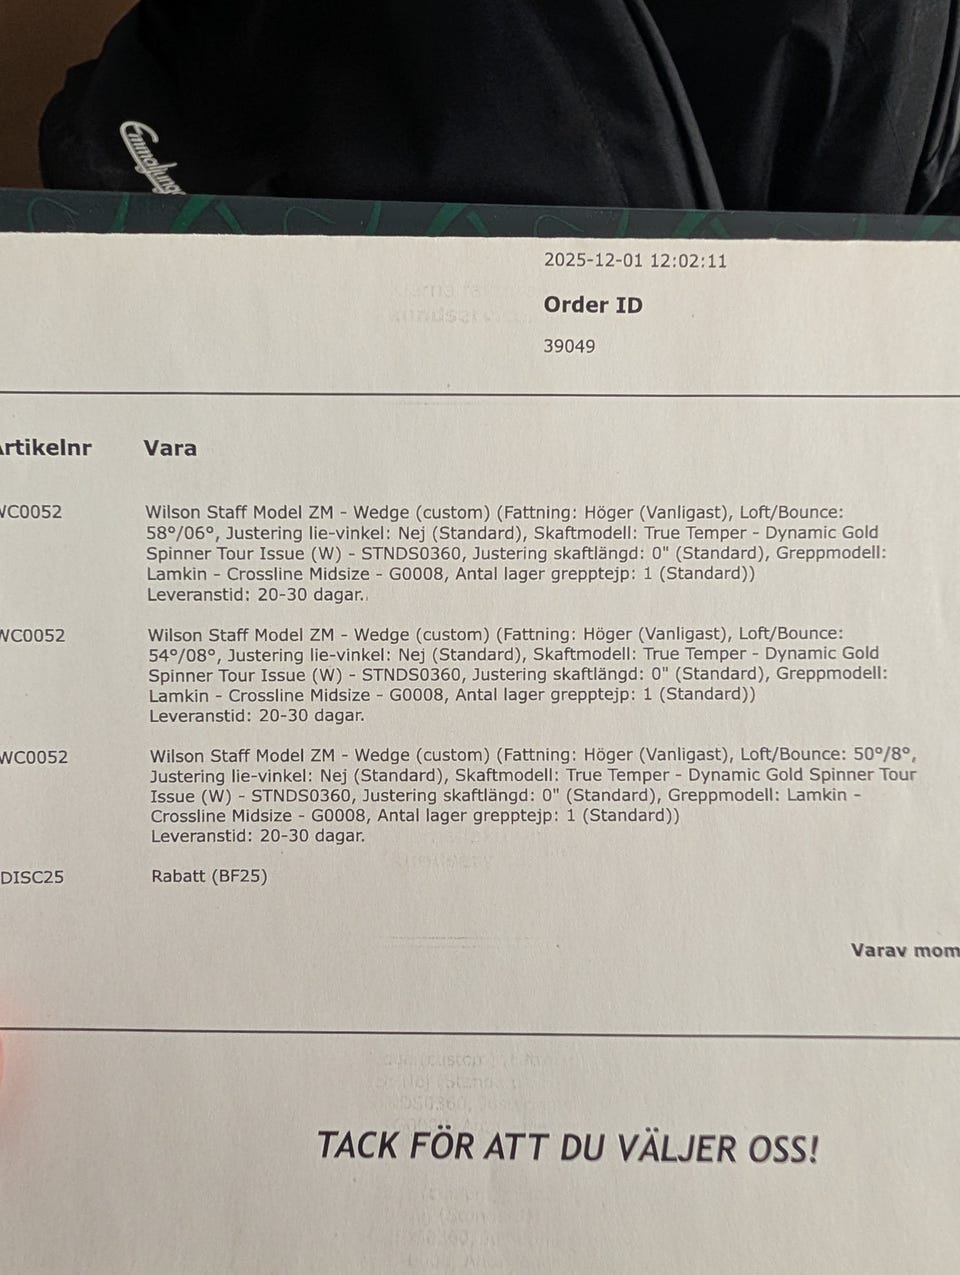 Emmaljunga
2025-12-01 12:02:11
Order ID
39049
Artikelnr Vara
WC0052 Wilson Staff Model ZM - Wedge (custom) (Fattning: Höger (Vanligast), Loft/Bounce:
58°/06°, Justering lie-vinkel: Nej (Standard), Skaftmodell: True Temper - Dynamic Gold
Spinner Tour Issue (W) - STNDS0360, Justering skaftlängd: 0" (Standard), Greppmodell:
Lamkin - Crossline Midsize - G0008, Antal lager grepptejp: 1 (Standard))
Leveranstid: 20-30 dagar.
WC0052 Wilson Staff Model ZM - Wedge (custom) (Fattning: Höger (Vanligast), Loft/Bounce:
54°/08°, Justering lie-vinkel: Nej (Standard), Skaftmodell: True Temper - Dynamic Gold
Spinner Tour Issue (W) - STNDS0360, Justering skaftlängd: 0" (Standard), Greppmodell:
Lamkin - Crossline Midsize - G0008, Antal lager grepptejp: 1 (Standard))
Leveranstid: 20-30 dagar.
WC0052 Wilson Staff Model ZM - Wedge (custom) (Fattning: Höger (Vanligast), Loft/Bounce: 50°/8°,
Justering lie-vinkel: Nej (Standard), Skaftmodell: True Temper - Dynamic Gold Spinner Tour
Issue (W) - STNDS0360, Justering skaftlängd: 0" (Standard), Greppmodell: Lamkin -
Crossline Midsize - G0008, Antal lager grepptejp: 1 (Standard))
Leveranstid: 20-30 dagar.
DISC25 Rabatt (BF25)
Varav mom
TACK FÖR ATT DU VÄLJER OSS!